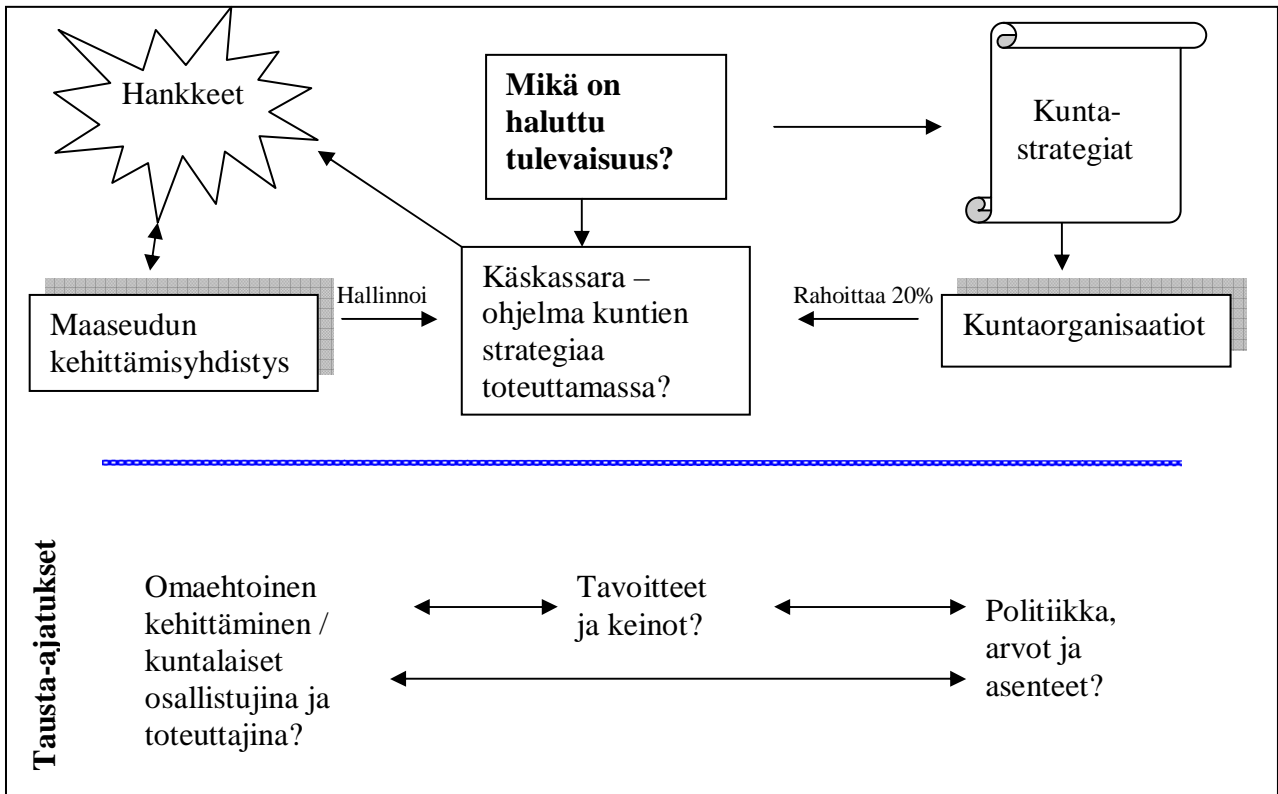 Hankkeet
Mikä on
haluttu
tulevaisuus?
Kunta-
strategiat
Maaseudun
kehittämisyhdistys
Hallinnoi
Käskassara –
ohjelma kuntien
strategiaa
toteuttamassa?
Rahoittaa 20%
Kuntaorganisaatiot
Tausta-ajatukset
Omaehtoinen
kehittäminen /
kuntalaiset
osallistujina ja
toteuttajina?
Tavoitteet
ja keinot?
Politiikka,
arvot ja
asenteet?